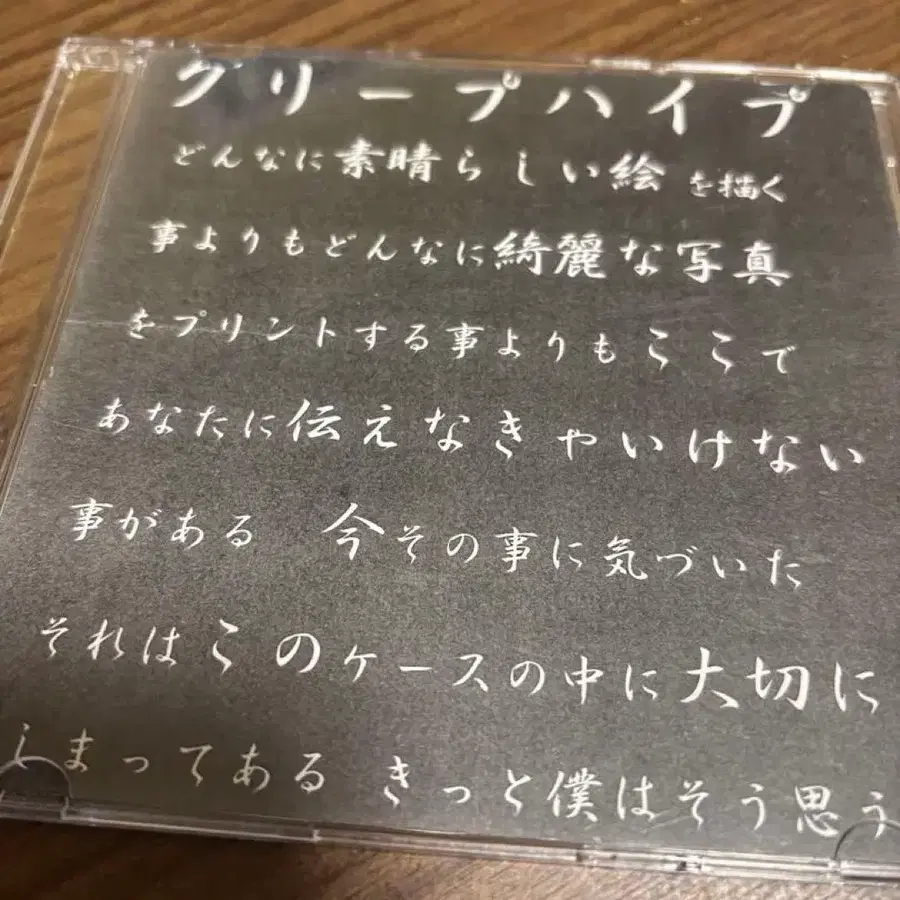 クリープハイプ
どんなに素晴らしい絵を描く
事よりもどんなに綺麗な写真
をプリントする事よりもここで
あなたに伝えなきゃいけない
事がある　今その事に気づいた
それはこのケースの中に大切に
しまってある きっと僕はそう思う